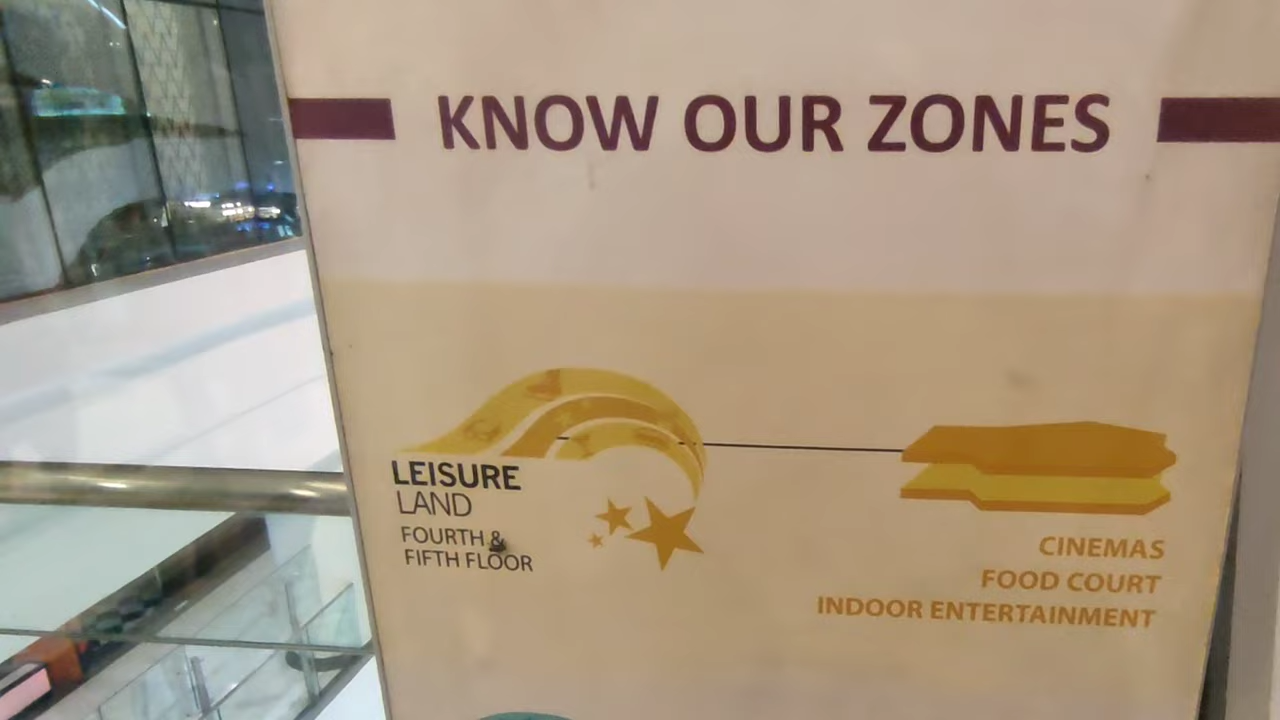 KNOW OUR ZONES
LEISURE
LAND
FOURTH &
FIFTH FLOOR
CINEMAS
FOOD COURT
INDOOR ENTERTAINMENT